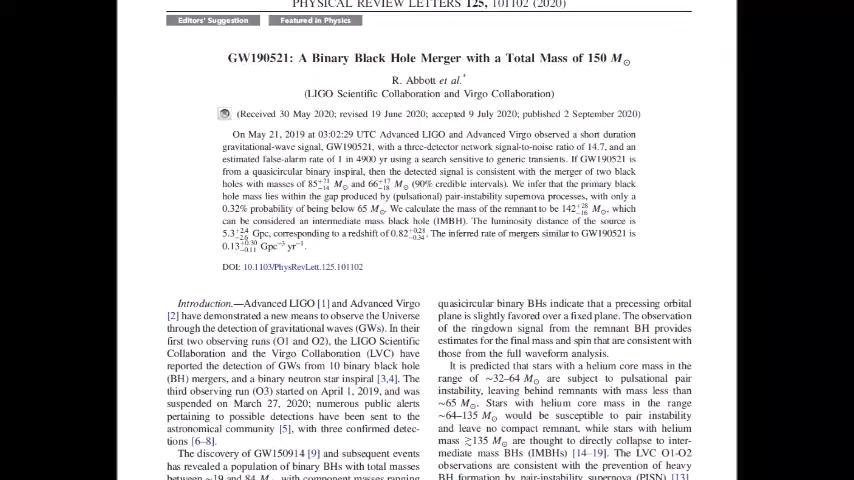 PHYSICAL REVIEW LETTERS 125, 101102 (2020)
Editors' Suggestion
Featured in Physics
GW190521: A Binary Black Hole Merger with a Total Mass of 150 M⊙
R. Abbott et al.*
(LIGO Scientific Collaboration and Virgo Collaboration)
(Received 30 May 2020; revised 19 June 2020; accepted 9 July 2020; published 2 September 2020)
On May 21, 2019 at 03:02:29 UTC Advanced LIGO and Advanced Virgo observed a short duration
gravitational-wave signal, GW190521, with a three-detector network signal-to-noise ratio of 14.7, and an
estimated false-alarm rate of 1 in 4900 yr using a search sensitive to generic transients. If GW190521 is
from a quasicircular binary inspiral, then the detected signal is consistent with the merger of two black
holes with masses of 85+21−14 M⊙ and 66+17−18 M⊙ (90% credible intervals). We infer that the primary black
hole mass lies within the gap produced by (pulsational) pair-instability supernova processes, with only a
0.32% probability of being below 65 M⊙. We calculate the mass of the remnant to be 142+28−16 M⊙, which
can be considered an intermediate mass black hole (IMBH). The luminosity distance of the source is
5.3+2.4−2.6 Gpc, corresponding to a redshift of 0.82+0.28−0.34. The inferred rate of mergers similar to GW190521 is
0.13+0.30−0.11 Gpc−3 yr−1.
DOI: 10.1103/PhysRevLett.125.101102
Introduction.—Advanced LIGO [1] and Advanced Virgo
[2] have demonstrated a new means to observe the Universe
through the detection of gravitational waves (GWs). In their
first two observing runs (O1 and O2), the LIGO Scientific
Collaboration and the Virgo Collaboration (LVC) have
reported the detection of GWs from 10 binary black hole
(BH) mergers, and a binary neutron star inspiral [3,4]. The
third observing run (O3) started on April 1, 2019, and was
suspended on March 27, 2020; numerous public alerts
pertaining to possible detections have been sent to the
astronomical community [5], with three confirmed detec-
tions [6–8].
The discovery of GW150914 [9] and subsequent events
has revealed a population of binary BHs with total masses
between ∼19 and 84 M⊙, with component masses ranging
quasicircular binary BHs indicate that a precessing orbital
plane is slightly favored over a fixed plane. The observation
of the ringdown signal from the remnant BH provides
estimates for the final mass and spin that are consistent with
those from the full waveform analysis.
It is predicted that stars with a helium core mass in the
range of ∼32–64 M⊙ are subject to pulsational pair
instability, leaving behind remnants with mass less than
∼65 M⊙. Stars with helium core mass in the range
∼64–135 M⊙ would be susceptible to pair instability
and leave no compact remnant, while stars with helium
mass ≳135 M⊙ are thought to directly collapse to inter-
mediate mass BHs (IMBHs) [14–19]. The LVC O1-O2
observations are consistent with the prevention of heavy
BH formation by pair-instability supernova (PISN) [13].